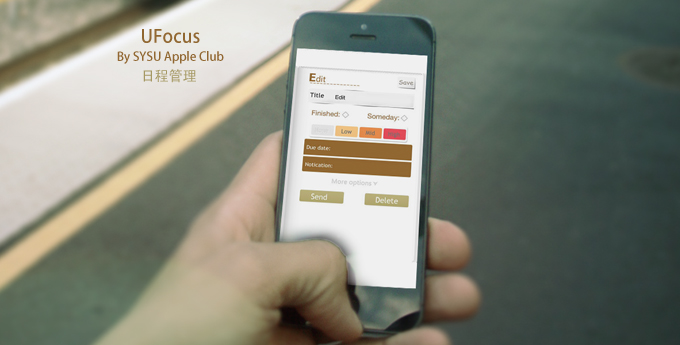 UFocus
By SYSU Apple Club
日程管理
Edit
Save
Title Edit
Finished: Someday:
Low Mid
Due date:
Notication:
More options
Send Delete